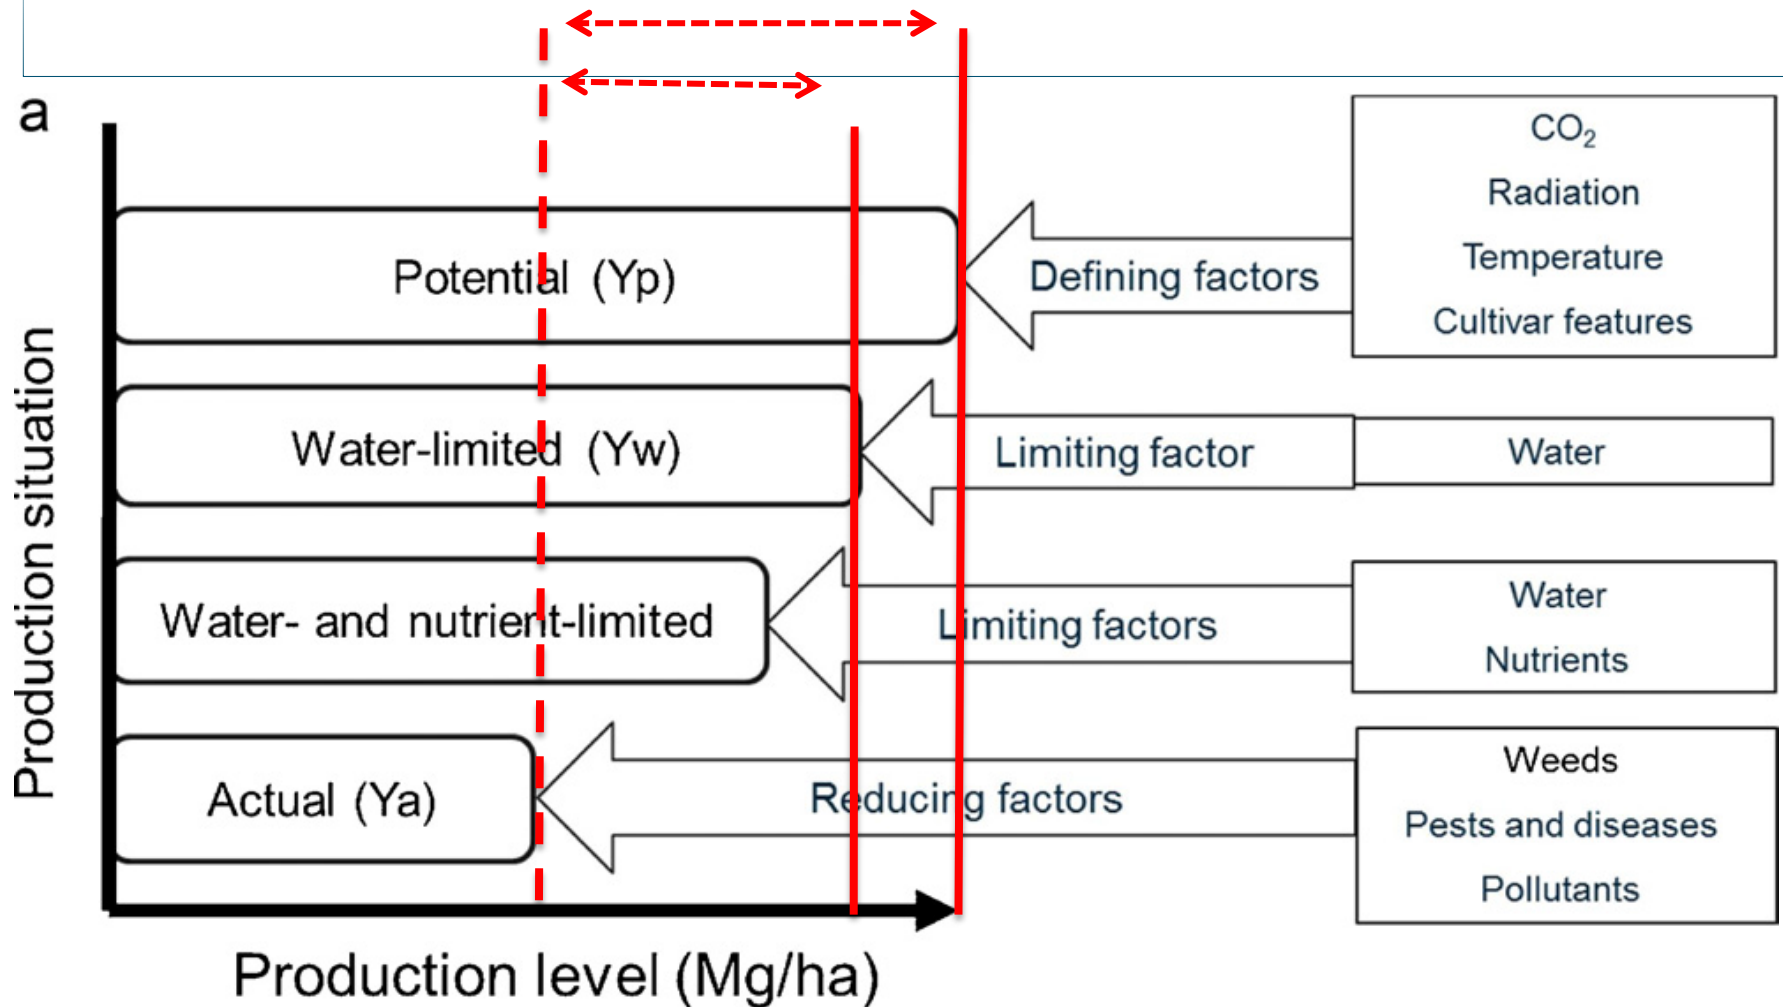 a
CO₂
Radiation
Temperature
Cultivar features
Potential (Yp)
Defining factors
Water-limited (Yw)
Limiting factor
Water
Water- and nutrient-limited
Limiting factors
Water
Nutrients
Actual (Ya)
Reducing factors
Weeds
Pests and diseases
Pollutants
Production situation
Production level (Mg/ha)